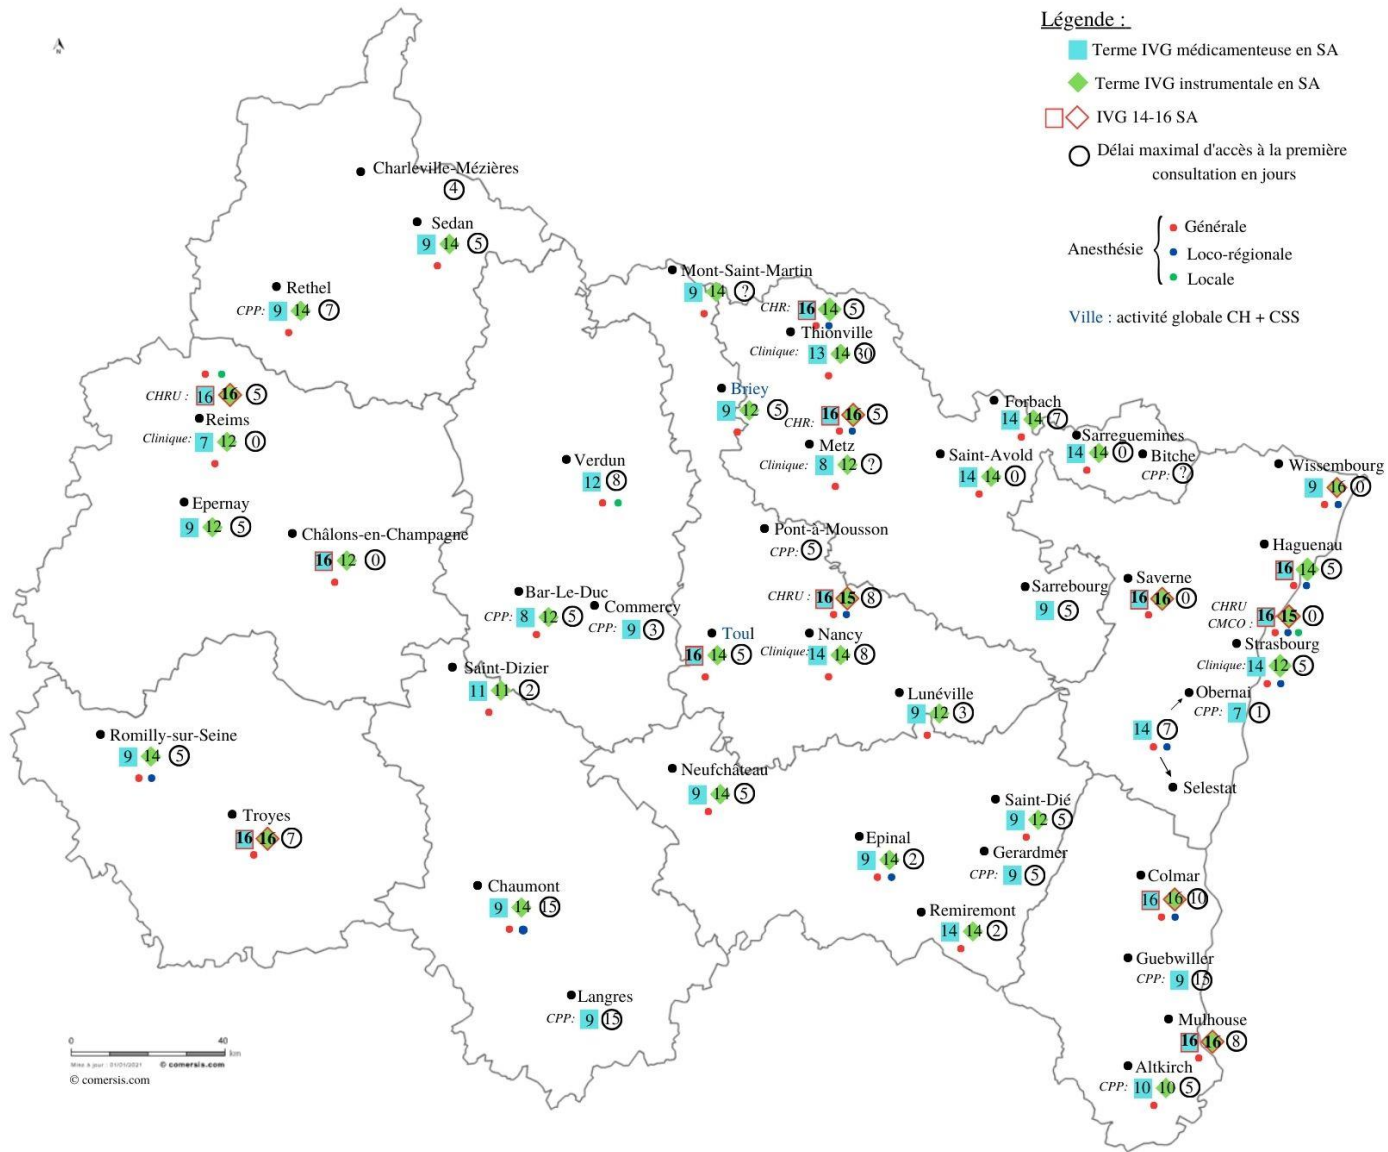 Légende :
Terme IVG médicamenteuse en SA
Terme IVG instrumentale en SA
IVG 14-16 SA
Délai maximal d'accès à la première
consultation en jours
Anesthésie
Générale
Loco-régionale
Locale
Ville : activité globale CH + CSS
N
Charleville-Mézières
4
Sedan
9 14 5
Rethel
CPP: 9 14 7
CHRU : 16 16 5
Reims
Clinique: 7 12 0
Epernay
9 12 5
Châlons-en-Champagne
16 12 0
Verdun
12 8
Bar-Le-Duc
CPP: 8 12 5
Commercy
CPP: 9 3
Saint-Dizier
11 11 2
Romilly-sur-Seine
9 14 5
Troyes
16 16 7
Chaumont
9 14 15
Langres
CPP: 9 15
Mont-Saint-Martin
9 14 ?
CHR: 16 14 5
Thionville
Clinique: 13 14 30
Briey
9 12 5
CHR: 16 16 5
Metz
Clinique: 8 12 ?
Pont-à-Mousson
CPP: 5
CHRU : 16 15 8
Nancy
Clinique: 14 14 8
Toul
16 14 5
Lunéville
9 12 3
Forbach
14 14 7
Saint-Avold
14 14 0
Sarreguemines
14 14 0
Bitche
CPP: ?
Sarrebourg
9 5
Wissembourg
9 16 0
Haguenau
16 14 5
Saverne
16 16 0
CHRU
CMCO : 16 15 0
Strasbourg
Clinique: 14 12 5
Obernai
CPP: 7 1
14 7
Selestat
Neufchâteau
9 14 5
Epinal
9 14 2
Saint-Dié
9 12 5
Gerardmer
CPP: 9 5
Remiremont
14 14 2
Colmar
16 16 10
Guebwiller
CPP: 9 15
Mulhouse
16 16 8
Altkirch
CPP: 10 10 5
0 40
km
Mise à jour : 01/01/2021 © comersis.com
© comersis.com